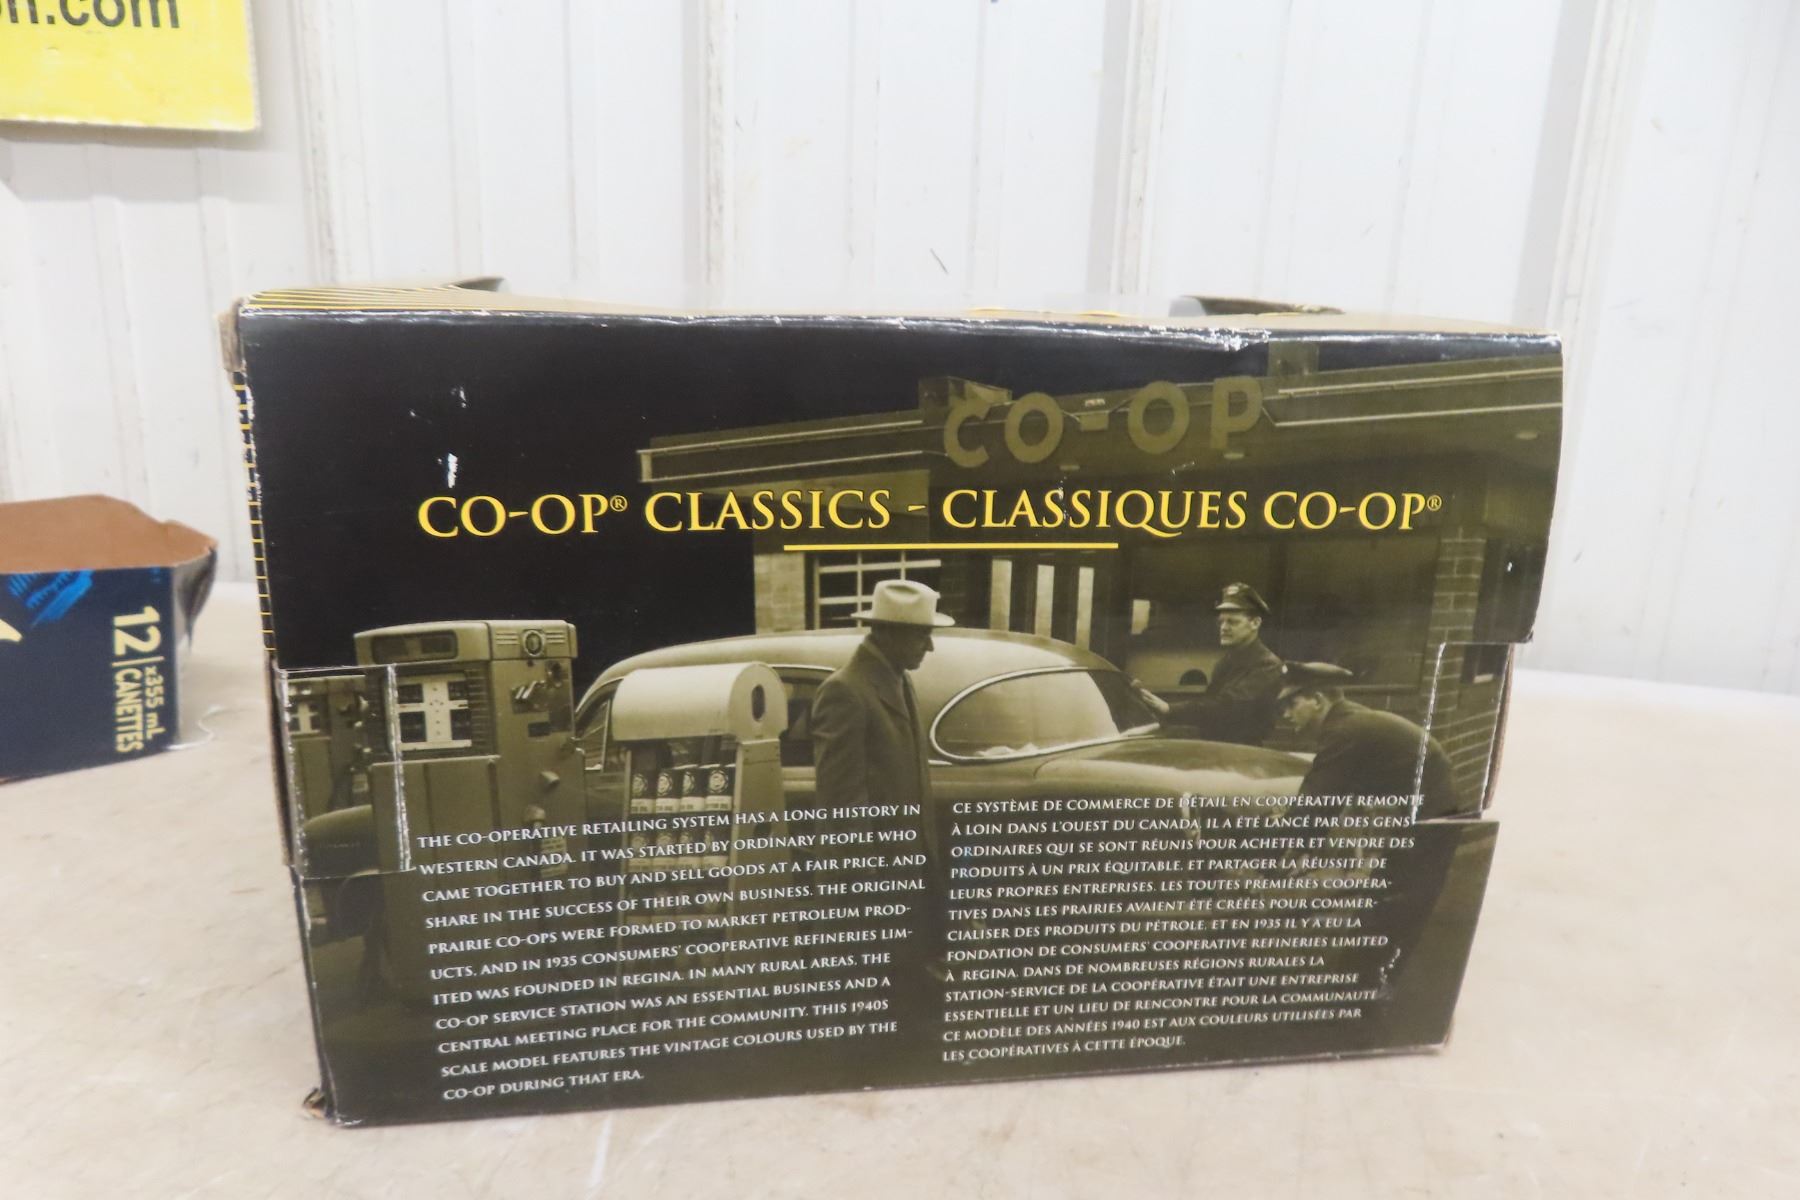 .com
12
x355 mL
CANETTES
CO-OP
CO-OP® CLASSICS - CLASSIQUES CO-OP®
THE CO-OPERATIVE RETAILING SYSTEM HAS A LONG HISTORY IN
WESTERN CANADA. IT WAS STARTED BY ORDINARY PEOPLE WHO
CAME TOGETHER TO BUY AND SELL GOODS AT A FAIR PRICE, AND
SHARE IN THE SUCCESS OF THEIR OWN BUSINESS. THE ORIGINAL
PRAIRIE CO-OPS WERE FORMED TO MARKET PETROLEUM PROD-
UCTS, AND IN 1935 CONSUMERS' COOPERATIVE REFINERIES LIM-
ITED WAS FOUNDED IN REGINA. IN MANY RURAL AREAS, THE
CO-OP SERVICE STATION WAS AN ESSENTIAL BUSINESS AND A
CENTRAL MEETING PLACE FOR THE COMMUNITY. THIS 1940S
SCALE MODEL FEATURES THE VINTAGE COLOURS USED BY THE
CO-OP DURING THAT ERA.
CE SYSTÈME DE COMMERCE DE DÉTAIL EN COOPÉRATIVE REMONTE
À LOIN DANS L'OUEST DU CANADA. IL A ÉTÉ LANCÉ PAR DES GENS
ORDINAIRES QUI SE SONT RÉUNIS POUR ACHETER ET VENDRE DES
PRODUITS À UN PRIX ÉQUITABLE, ET PARTAGER LA RÉUSSITE DE
LEURS PROPRES ENTREPRISES. LES TOUTES PREMIÈRES COOPÉRA-
TIVES DANS LES PRAIRIES AVAIENT ÉTÉ CRÉÉES POUR COMMER-
CIALISER DES PRODUITS DU PÉTROLE, ET EN 1935 IL Y A EU LA
FONDATION DE CONSUMERS' COOPERATIVE REFINERIES LIMITED
À REGINA. DANS DE NOMBREUSES RÉGIONS RURALES LA
STATION-SERVICE DE LA COOPÉRATIVE ÉTAIT UNE ENTREPRISE
ESSENTIELLE ET UN LIEU DE RENCONTRE POUR LA COMMUNAUTÉ
CE MODÈLE DES ANNÉES 1940 EST AUX COULEURS UTILISÉES PAR
LES COOPÉRATIVES À CETTE ÉPOQUE.